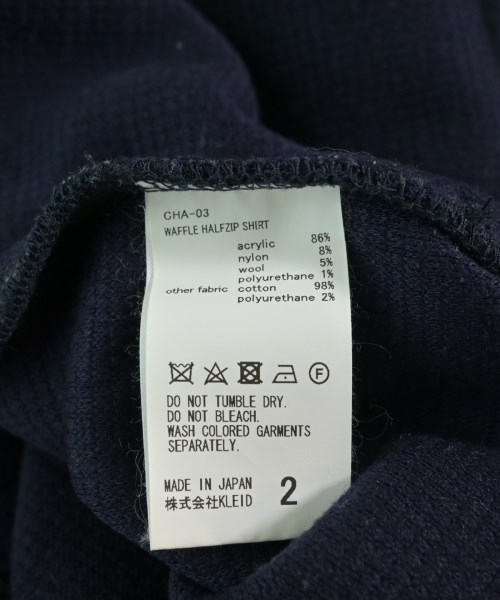 CHA-03
WAFFLE HALFZIP SHIRT
acrylic 86%
nylon 8%
wool 5%
polyurethane 1%
other fabric cotton 98%
polyurethane 2%
F
DO NOT TUMBLE DRY.
DO NOT BLEACH.
WASH COLORED GARMENTS
SEPARATELY.
MADE IN JAPAN
株式会社KLEID 2